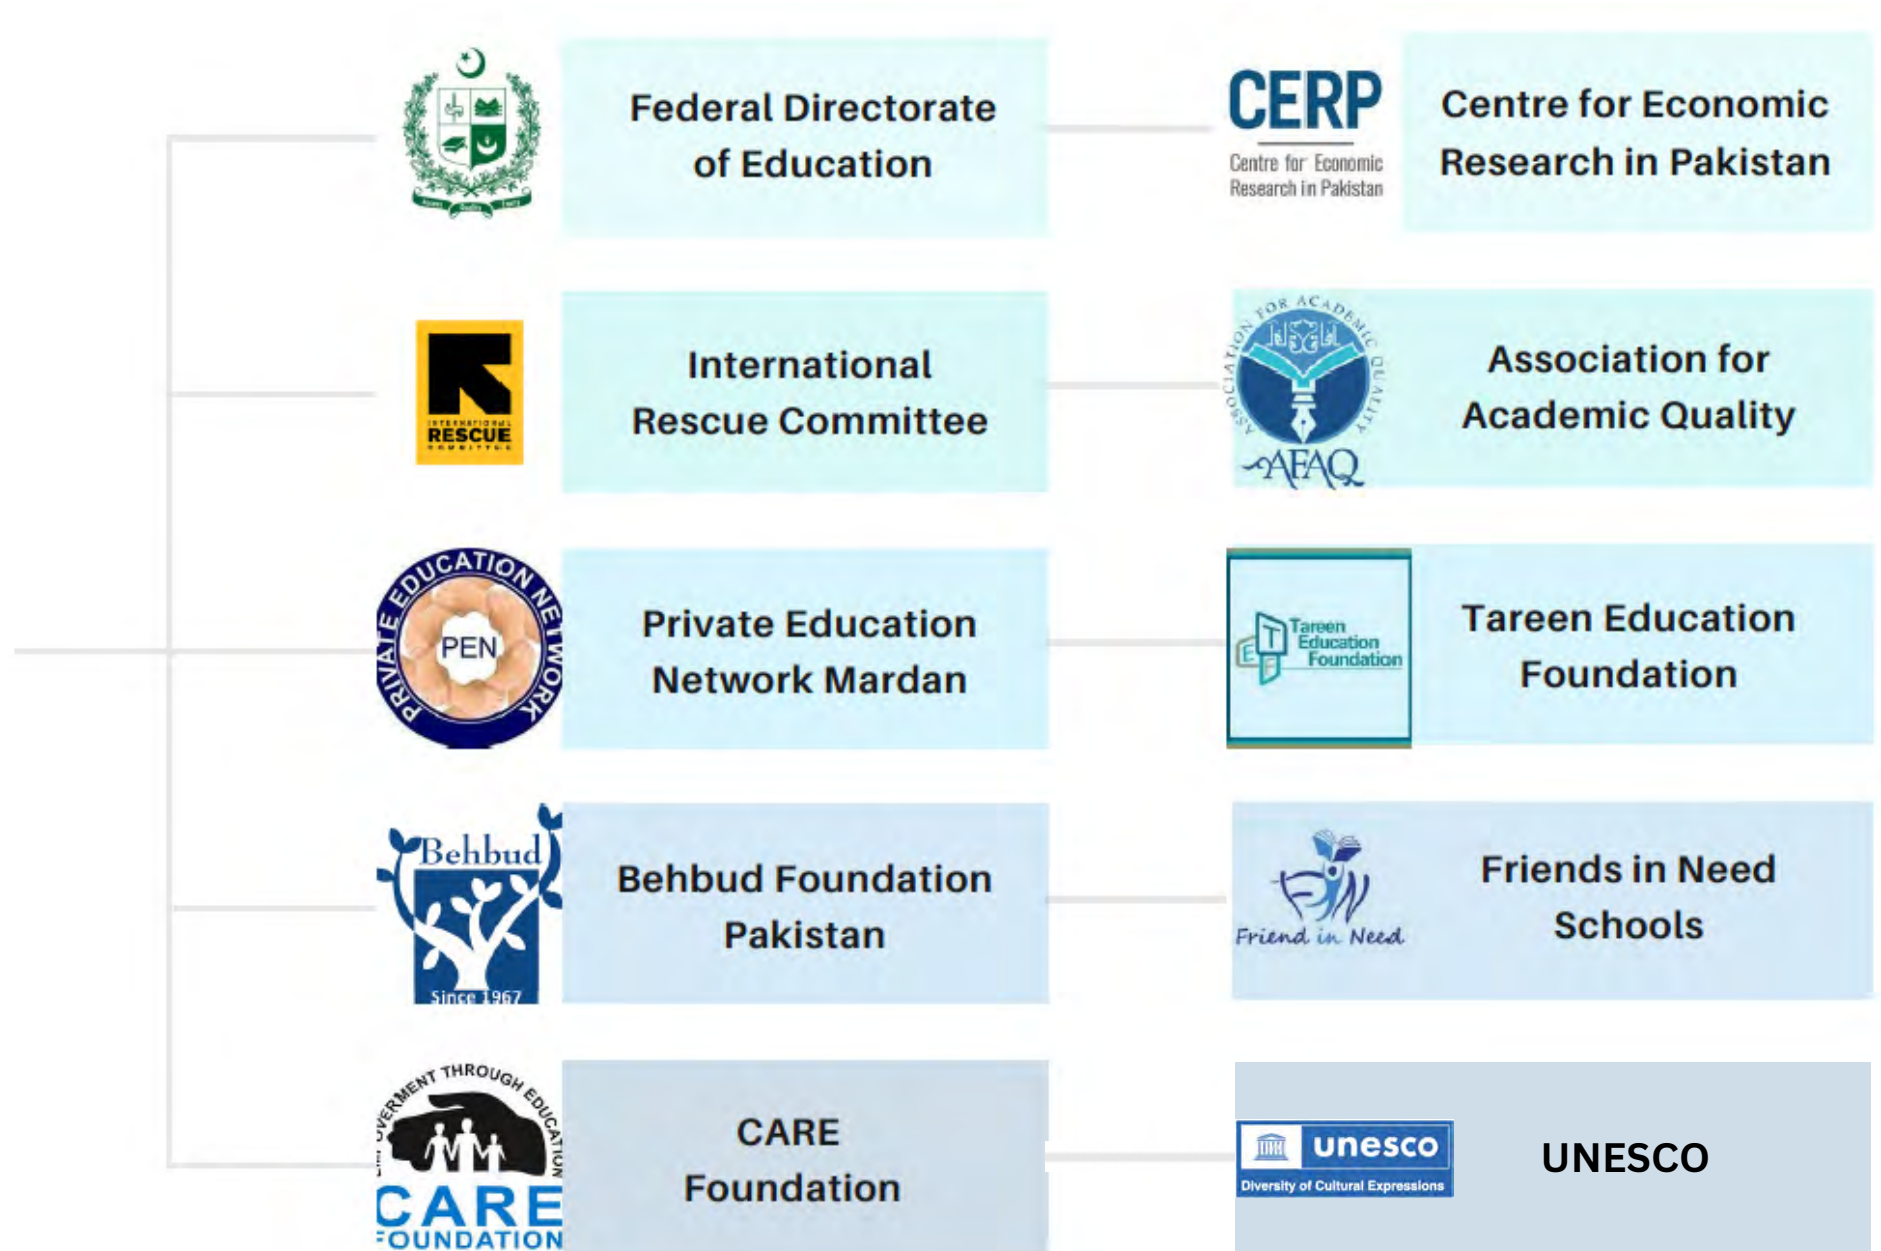 Federal Directorate
of Education
CERP
Centre for Economic
Research in Pakistan
Centre for Economic
Research in Pakistan
INTERNATIONAL
RESCUE
COMMITTEE
International
Rescue Committee
ASSOCIATION FOR ACADEMIC QUALITY
AFAQ
Association for
Academic Quality
PRIVATE EDUCATION NETWORK
PEN
Private Education
Network Mardan
T
E
F
Tareen
Education
Foundation
Tareen Education
Foundation
Behbud
Since 1967
Behbud Foundation
Pakistan
FIN
Friend in Need
Friends in Need
Schools
THROUGH EDUCATION
CARE
FOUNDATION
CARE
Foundation
unesco
Diversity of Cultural Expressions
UNESCO